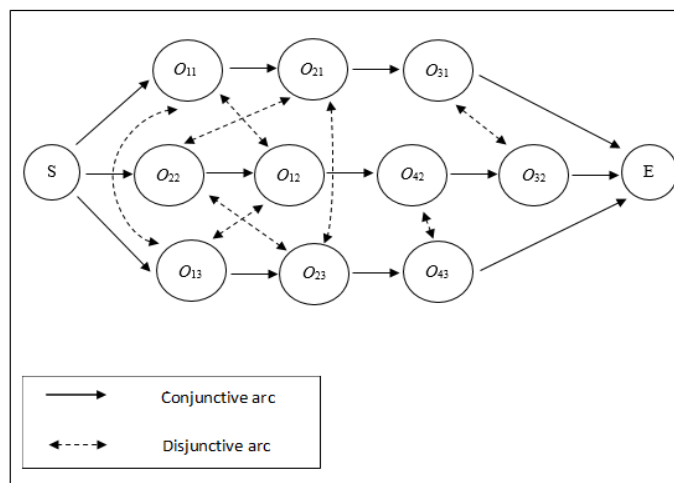 O11 O21 O31
S O22 O12 O42 O32 E
O13 O23 O43
Conjunctive arc
Disjunctive arc